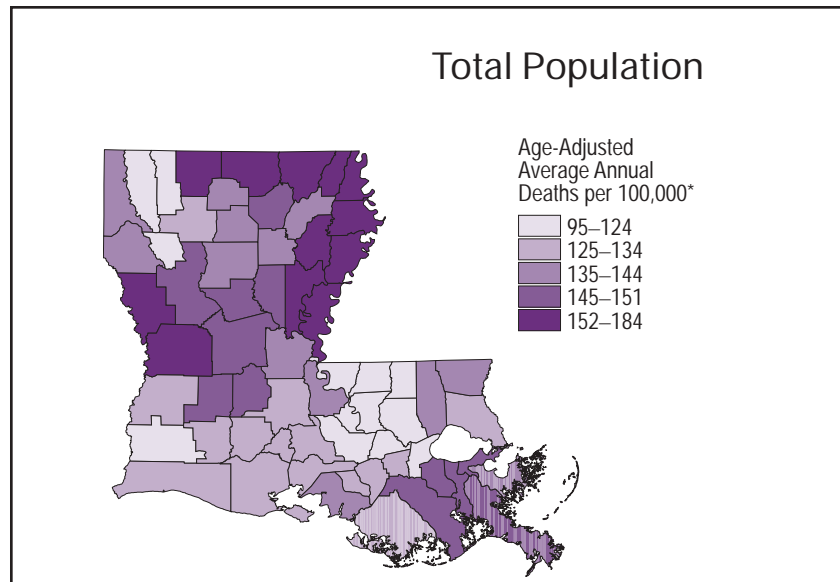 Total Population
Age-Adjusted
Average Annual
Deaths per 100,000*
95–124
125–134
135–144
145–151
152–184